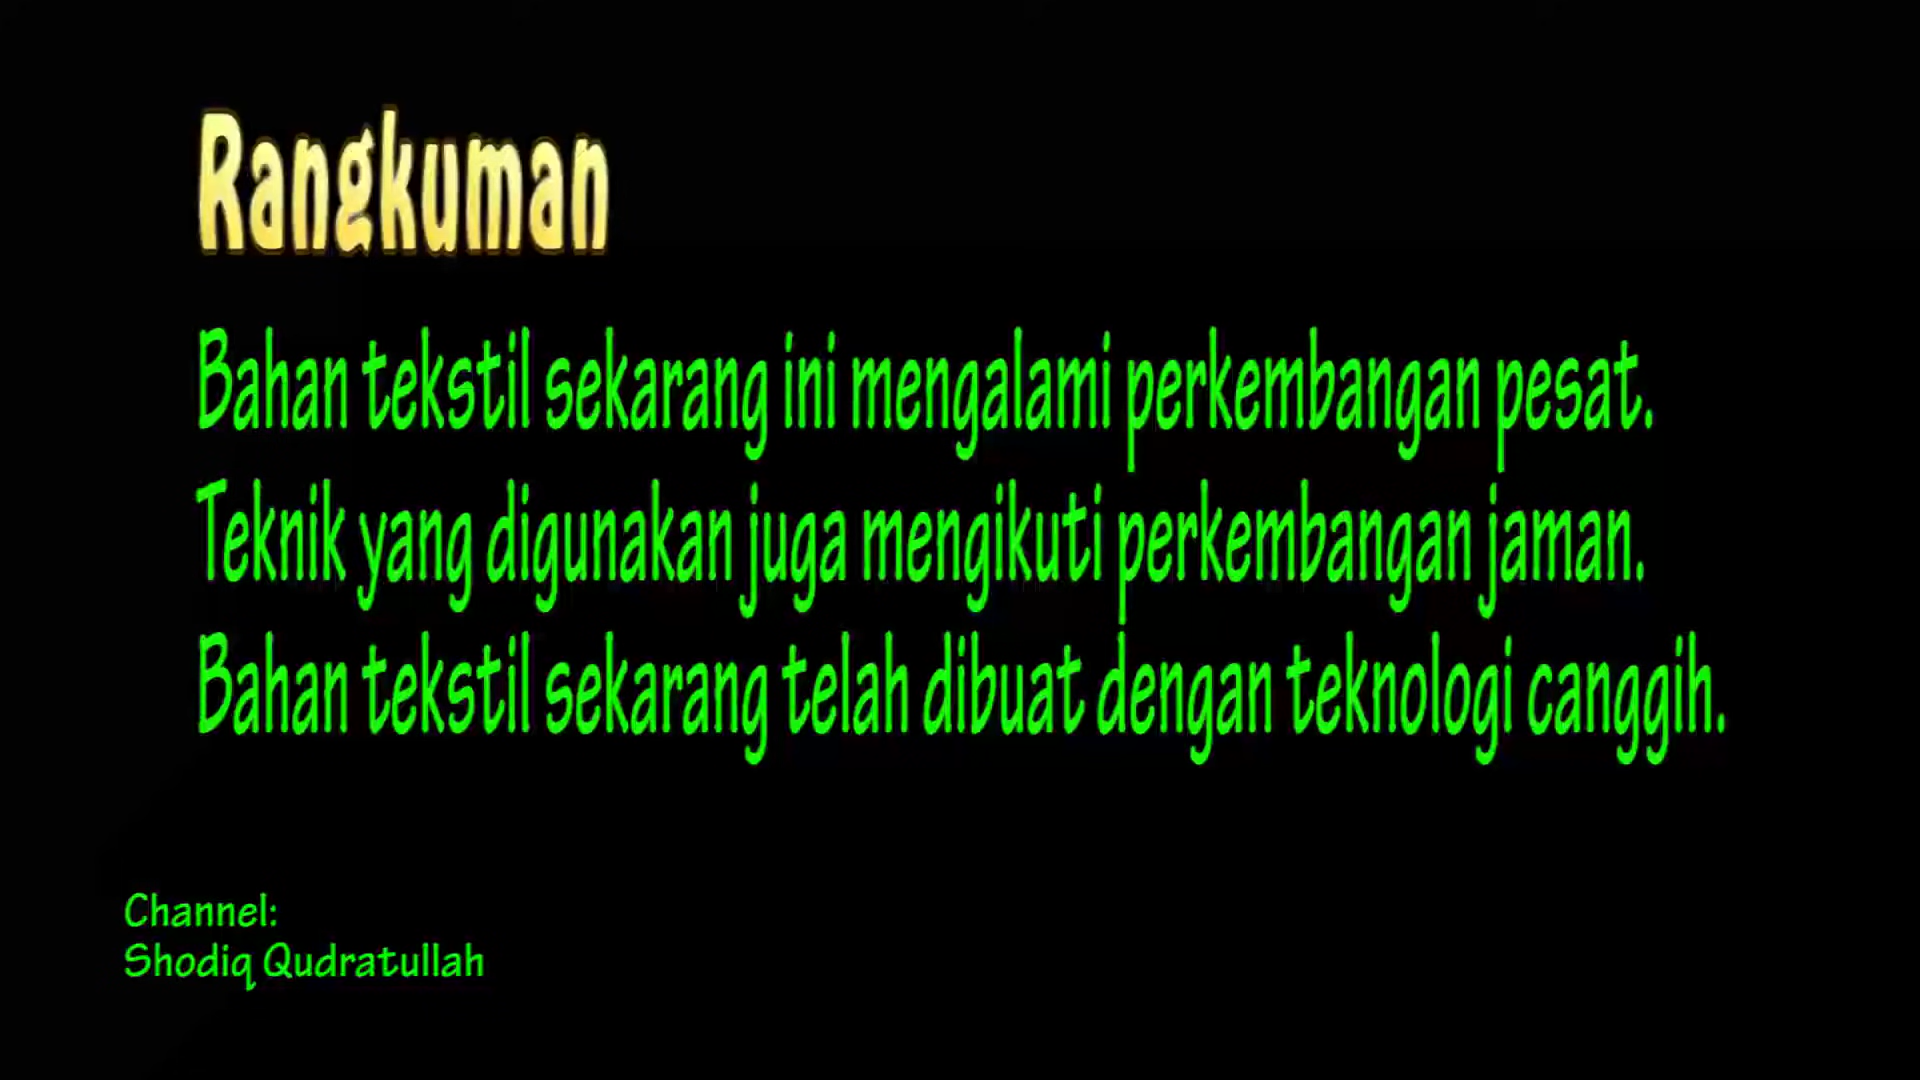 Rangkuman
Bahan tekstil sekarang ini mengalami perkembangan pesat.
Teknik yang digunakan juga mengikuti perkembangan jaman.
Bahan tekstil sekarang telah dibuat dengan teknologi canggih.
Channel:
Shodiq Qudratullah